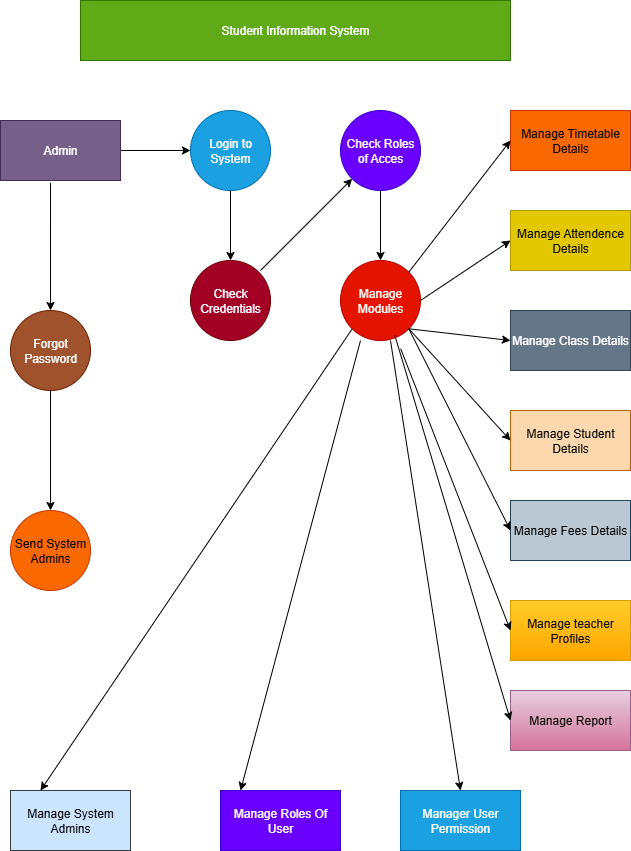 Student Information System
Admin
Login to
System
Check Roles
of Acces
Manage Timetable
Details
Manage Attendence
Details
Check
Credentials
Manage
Modules
Forgot
Password
Manage Class Details
Manage Student
Details
Send System
Admins
Manage Fees Details
Manage teacher
Profiles
Manage Report
Manage System
Admins
Manage Roles Of
User
Manager User
Permission